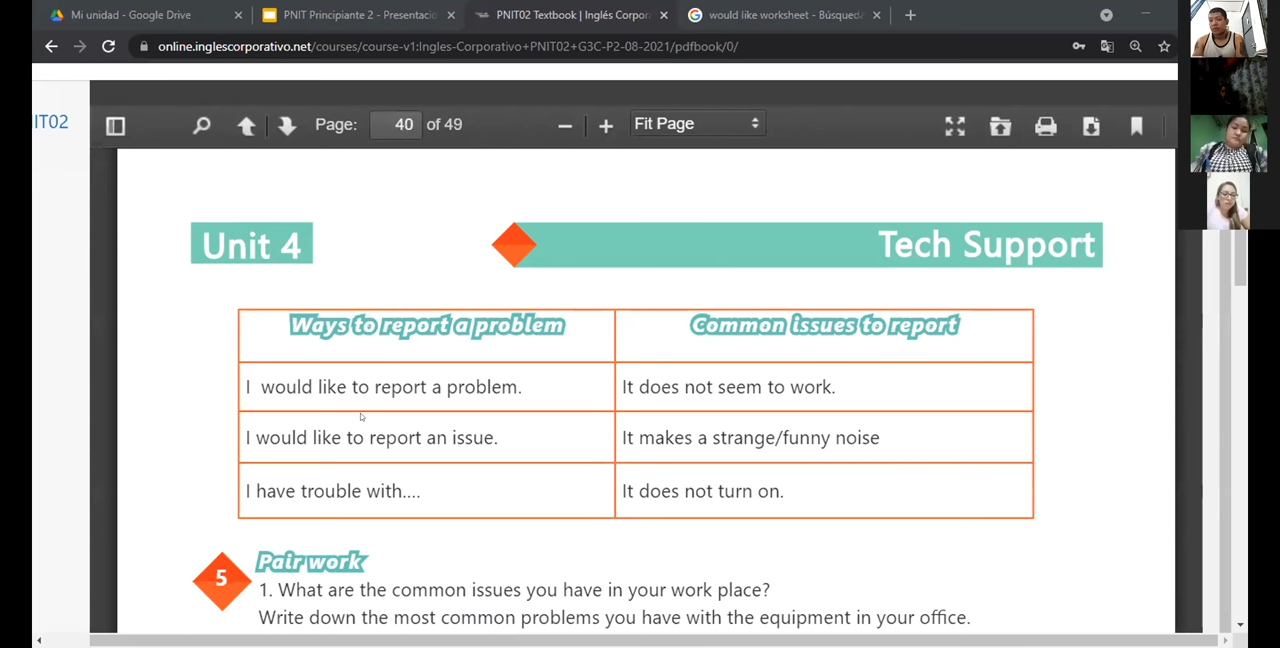 Mi unidad - Google Drive
PNIT Principiante 2 - Presentacio
PNIT02 Textbook | Inglés Corpor
would like worksheet - Búsqued
online.inglescorporativo.net/courses/course-v1:Ingles-Corporativo+PNIT02+G3C-P2-08-2021/pdfbook/0/
IT02
Page: 40 of 49
Fit Page
Unit 4
Tech Support
Ways to report a problem
Common issues to report
I would like to report a problem.
It does not seem to work.
I would like to report an issue.
It makes a strange/funny noise
I have trouble with....
It does not turn on.
5
Pair work
1. What are the common issues you have in your work place?
Write down the most common problems you have with the equipment in your office.